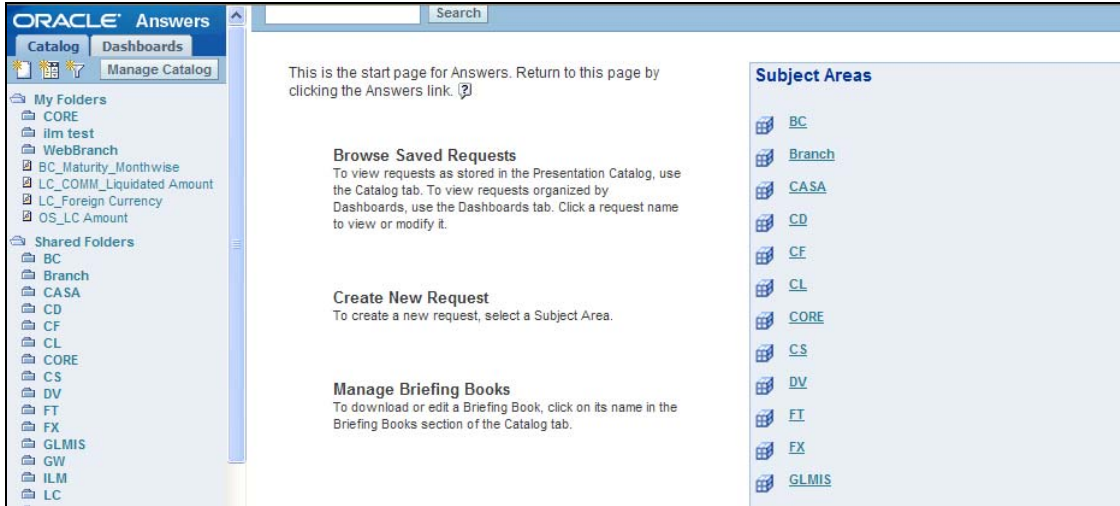 ORACLE Answers
Catalog Dashboards
Manage Catalog
My Folders
CORE
ilm test
WebBranch
BC_Maturity_Monthwise
LC_COMM_Liquidated Amount
LC_Foreign Currency
OS_LC Amount
Shared Folders
BC
Branch
CASA
CD
CF
CL
CORE
CS
DV
FT
FX
GLMIS
GW
ILM
LC
Search
This is the start page for Answers. Return to this page by
clicking the Answers link.
Browse Saved Requests
To view requests as stored in the Presentation Catalog, use
the Catalog tab. To view requests organized by
Dashboards, use the Dashboards tab. Click a request name
to view or modify it.
Create New Request
To create a new request, select a Subject Area.
Manage Briefing Books
To download or edit a Briefing Book, click on its name in the
Briefing Books section of the Catalog tab.
Subject Areas
BC
Branch
CASA
CD
CF
CL
CORE
CS
DV
FT
FX
GLMIS